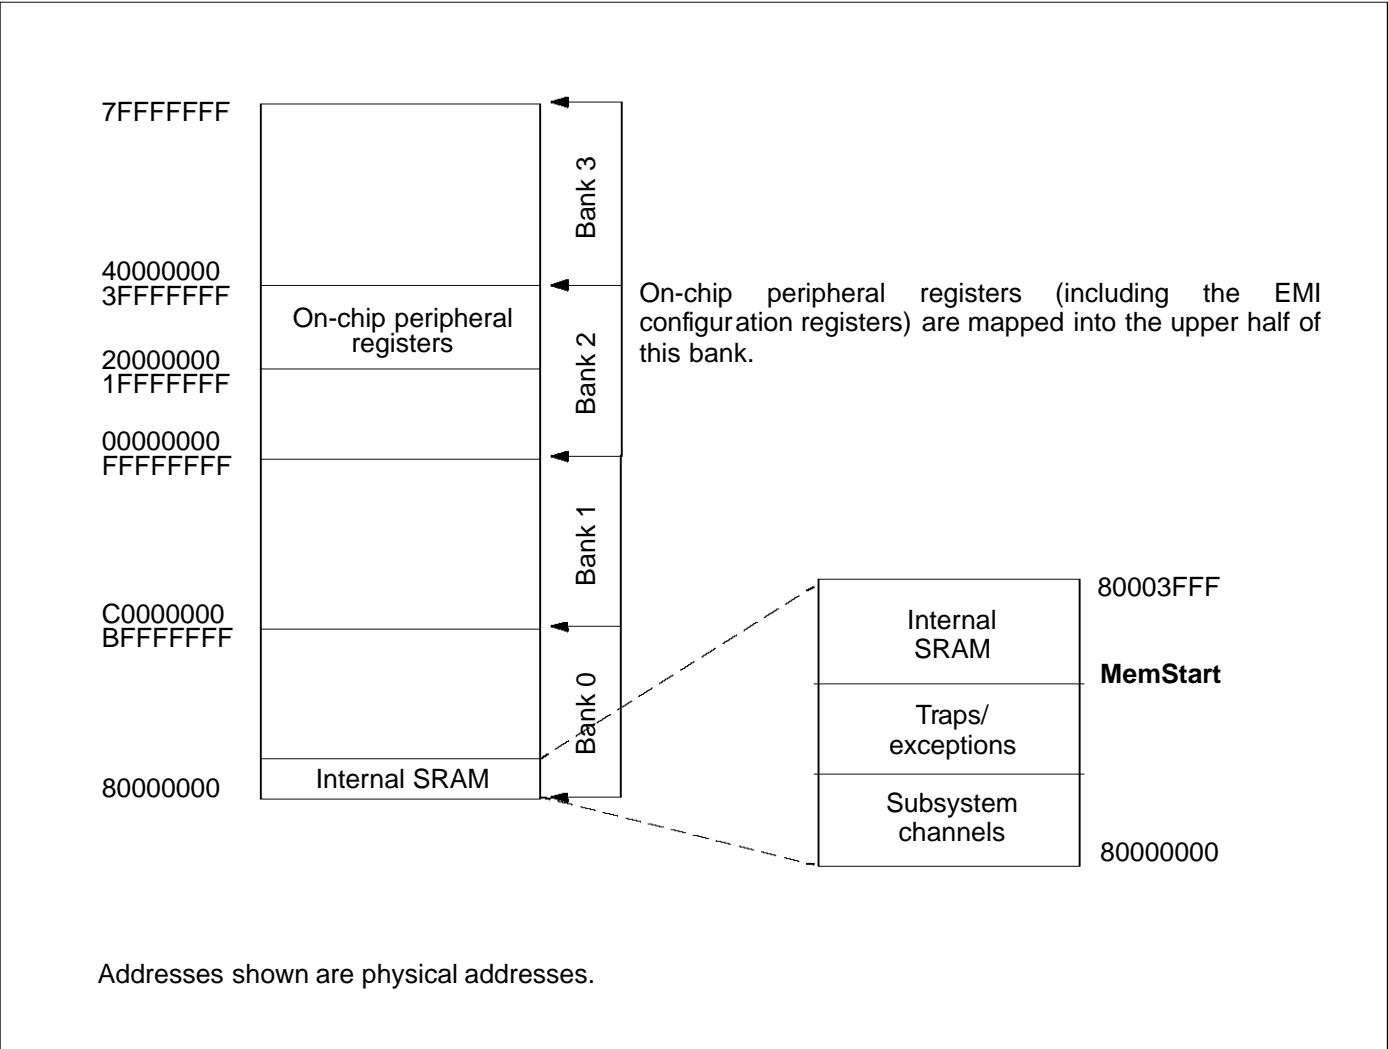 7FFFFFFF
Bank 3
40000000
3FFFFFFF
On-chip peripheral
registers
On-chip peripheral registers (including the EMI
configuration registers) are mapped into the upper half of
this bank.
Bank 2
20000000
1FFFFFFF
00000000
FFFFFFFF
Bank 1
C0000000
BFFFFFFF
Bank 0
Internal SRAM
80000000
80003FFF
Internal
SRAM
MemStart
Traps/
exceptions
Subsystem
channels
80000000
Addresses shown are physical addresses.